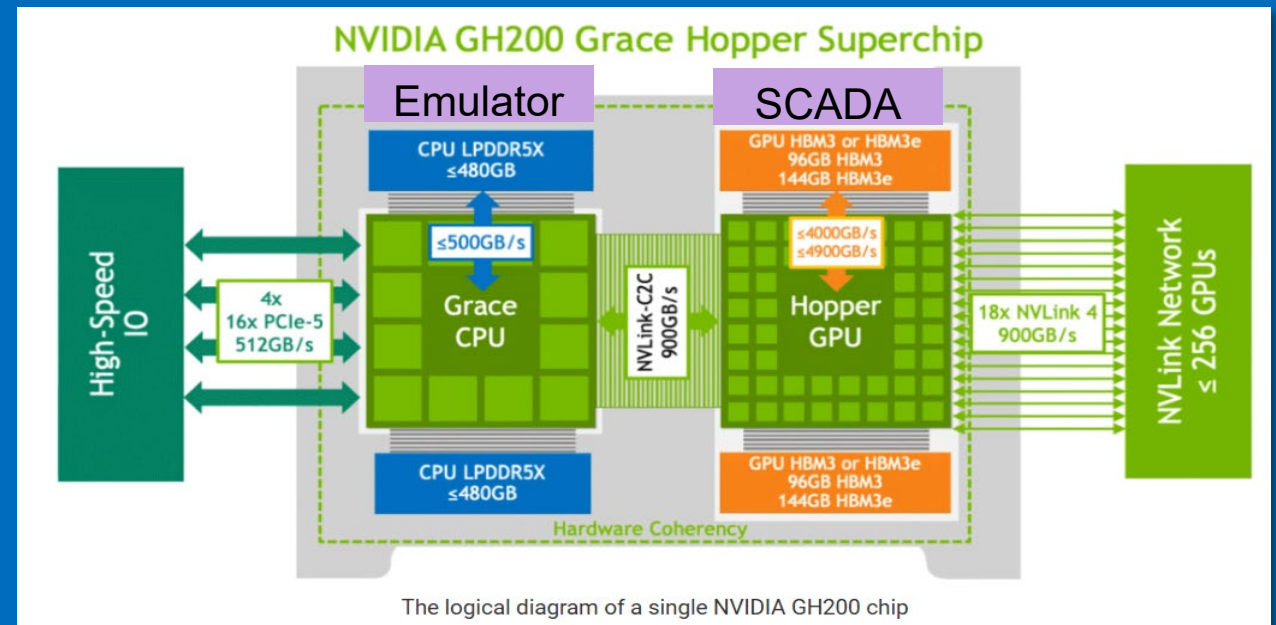 NVIDIA GH200 Grace Hopper Superchip
Emulator
SCADA
CPU LPDDR5X
≤480GB
GPU HBM3 or HBM3e
96GB HBM3
144GB HBM3e
High-Speed
IO
4x
16x PCIe-5
512GB/s
≤500GB/s
Grace
CPU
NVLink-C2C
900GB/s
≤4000GB/s
≤4900GB/s
Hopper
GPU
18x NVLink 4
900GB/s
NVLink Network
≤ 256 GPUs
CPU LPDDR5X
≤480GB
GPU HBM3 or HBM3e
96GB HBM3
144GB HBM3e
Hardware Coherency
The logical diagram of a single NVIDIA GH200 chip